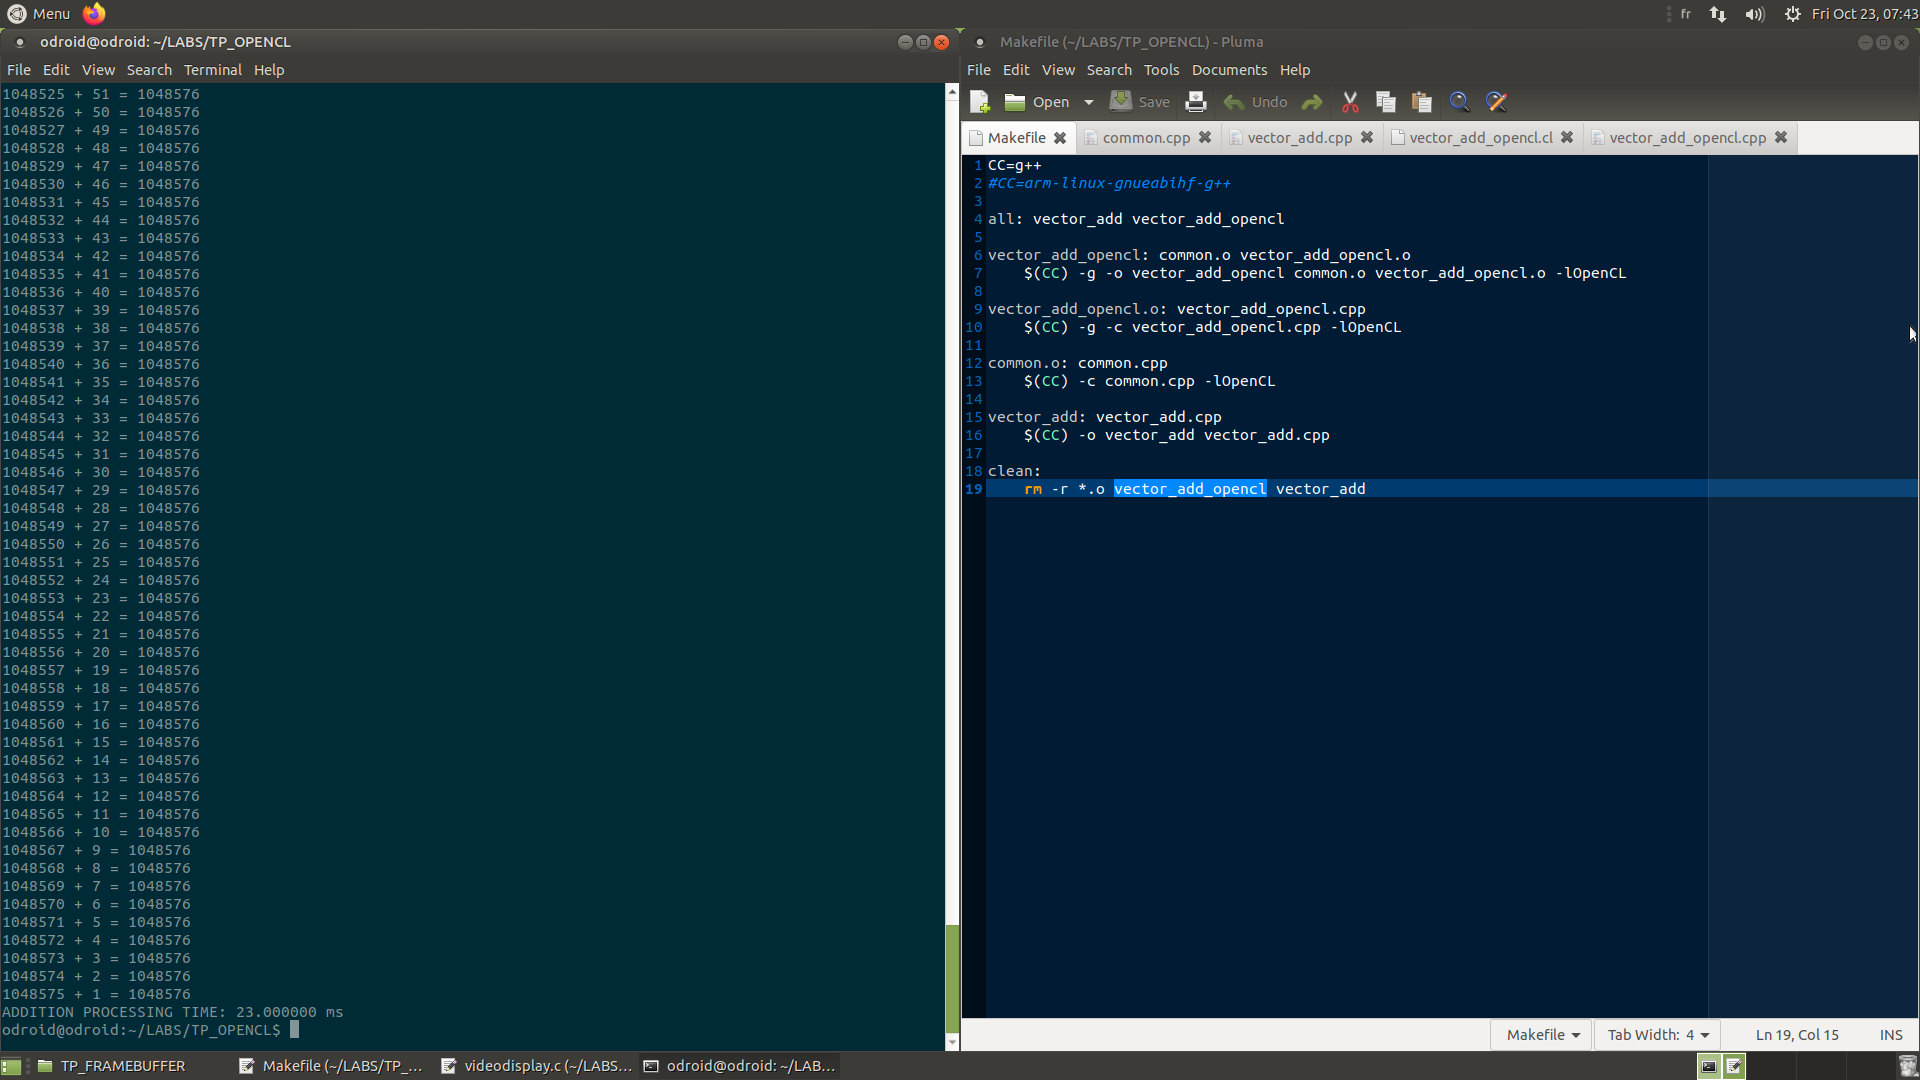 Menu
fr
Fri Oct 23, 07:43
odroid@odroid: ~/LABS/TP_OPENCL
File Edit View Search Terminal Help
1048525 + 51 = 1048576
1048526 + 50 = 1048576
1048527 + 49 = 1048576
1048528 + 48 = 1048576
1048529 + 47 = 1048576
1048530 + 46 = 1048576
1048531 + 45 = 1048576
1048532 + 44 = 1048576
1048533 + 43 = 1048576
1048534 + 42 = 1048576
1048535 + 41 = 1048576
1048536 + 40 = 1048576
1048537 + 39 = 1048576
1048538 + 38 = 1048576
1048539 + 37 = 1048576
1048540 + 36 = 1048576
1048541 + 35 = 1048576
1048542 + 34 = 1048576
1048543 + 33 = 1048576
1048544 + 32 = 1048576
1048545 + 31 = 1048576
1048546 + 30 = 1048576
1048547 + 29 = 1048576
1048548 + 28 = 1048576
1048549 + 27 = 1048576
1048550 + 26 = 1048576
1048551 + 25 = 1048576
1048552 + 24 = 1048576
1048553 + 23 = 1048576
1048554 + 22 = 1048576
1048555 + 21 = 1048576
1048556 + 20 = 1048576
1048557 + 19 = 1048576
1048558 + 18 = 1048576
1048559 + 17 = 1048576
1048560 + 16 = 1048576
1048561 + 15 = 1048576
1048562 + 14 = 1048576
1048563 + 13 = 1048576
1048564 + 12 = 1048576
1048565 + 11 = 1048576
1048566 + 10 = 1048576
1048567 + 9 = 1048576
1048568 + 8 = 1048576
1048569 + 7 = 1048576
1048570 + 6 = 1048576
1048571 + 5 = 1048576
1048572 + 4 = 1048576
1048573 + 3 = 1048576
1048574 + 2 = 1048576
1048575 + 1 = 1048576
ADDITION PROCESSING TIME: 23.000000 ms
odroid@odroid:~/LABS/TP_OPENCL$
Makefile (~/LABS/TP_OPENCL) - Pluma
File Edit View Search Tools Documents Help
Open Save Undo
Makefile common.cpp vector_add.cpp vector_add_opencl.cl vector_add_opencl.cpp
1 CC=g++
2 #CC=arm-linux-gnueabihf-g++
3
4 all: vector_add vector_add_opencl
5
6 vector_add_opencl: common.o vector_add_opencl.o
7 $(CC) -g -o vector_add_opencl common.o vector_add_opencl.o -lOpenCL
8
9 vector_add_opencl.o: vector_add_opencl.cpp
10 $(CC) -g -c vector_add_opencl.cpp -lOpenCL
11
12 common.o: common.cpp
13 $(CC) -c common.cpp -lOpenCL
14
15 vector_add: vector_add.cpp
16 $(CC) -o vector_add vector_add.cpp
17
18 clean:
19 rm -r *.o vector_add_opencl vector_add
Makefile Tab Width: 4 Ln 19, Col 15 INS
TP_FRAMEBUFFER Makefile (~/LABS/TP_... videodisplay.c (~/LABS... odroid@odroid: ~/LAB...